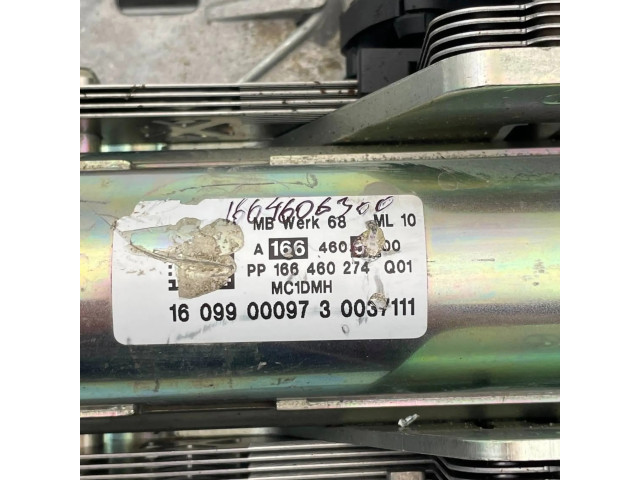 1664606300
MB Werk 68 ML 10
A 166 460 00
PP 166 460 274 Q01
MC1DMH
16 099 00097 3 0037111